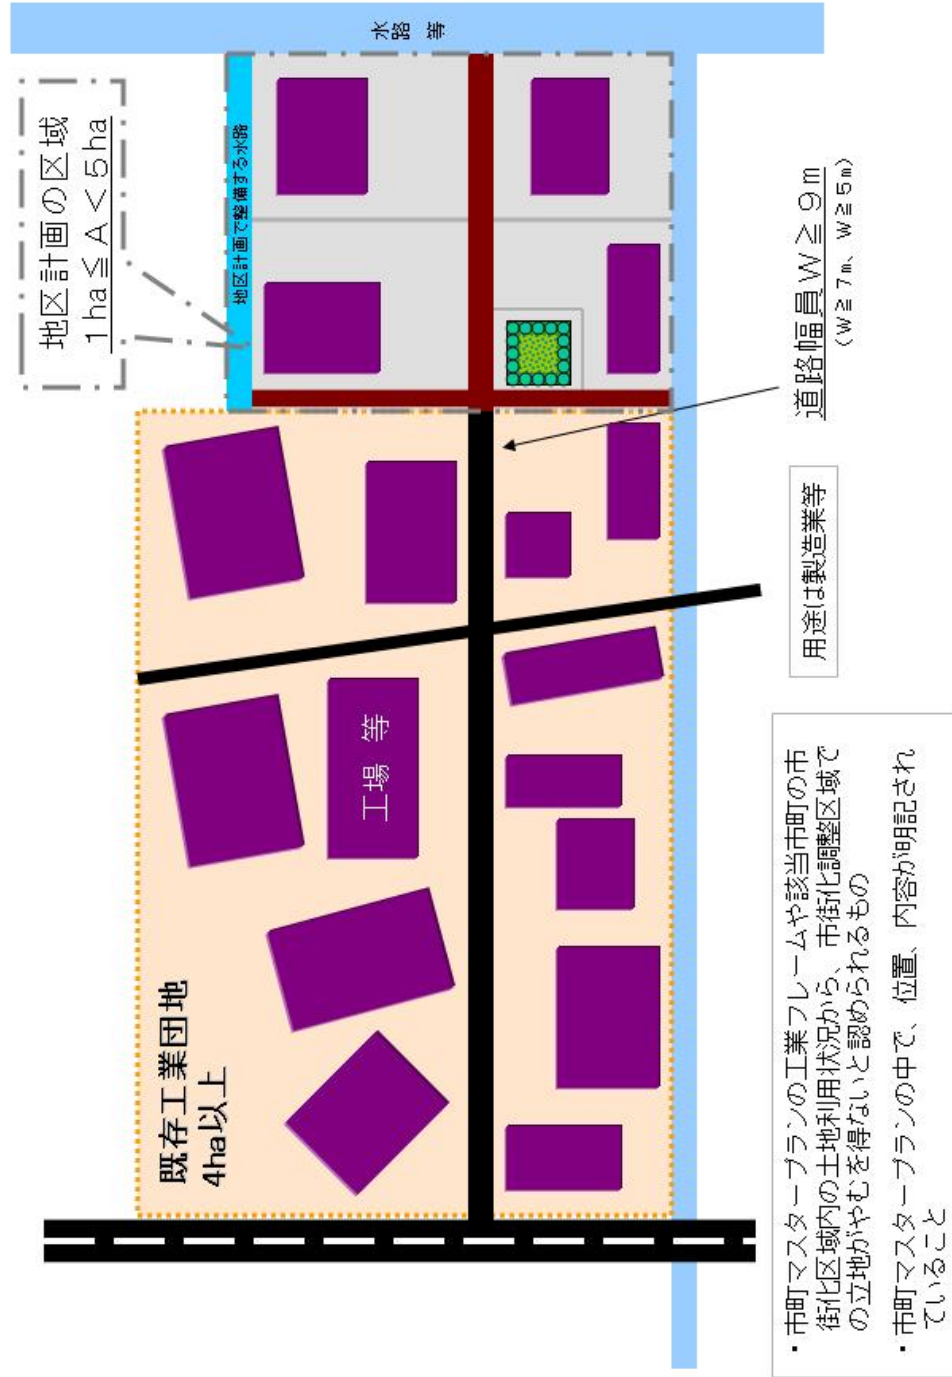 水路 等
地区計画の区域
1ha≦A<5ha
地区計画で整備する水路
既存工業団地
4ha以上
工場 等
道路幅員W≧9m
(W≧7m、W≧5m)
用途は製造業等
・市町マスタープランの工業フレームや該当市町の市
街化区域内の土地利用状況から、市街化調整区域で
の立地がやむを得ないと認められるもの
・市町マスタープランの中で、位置、内容が明記され
ていること